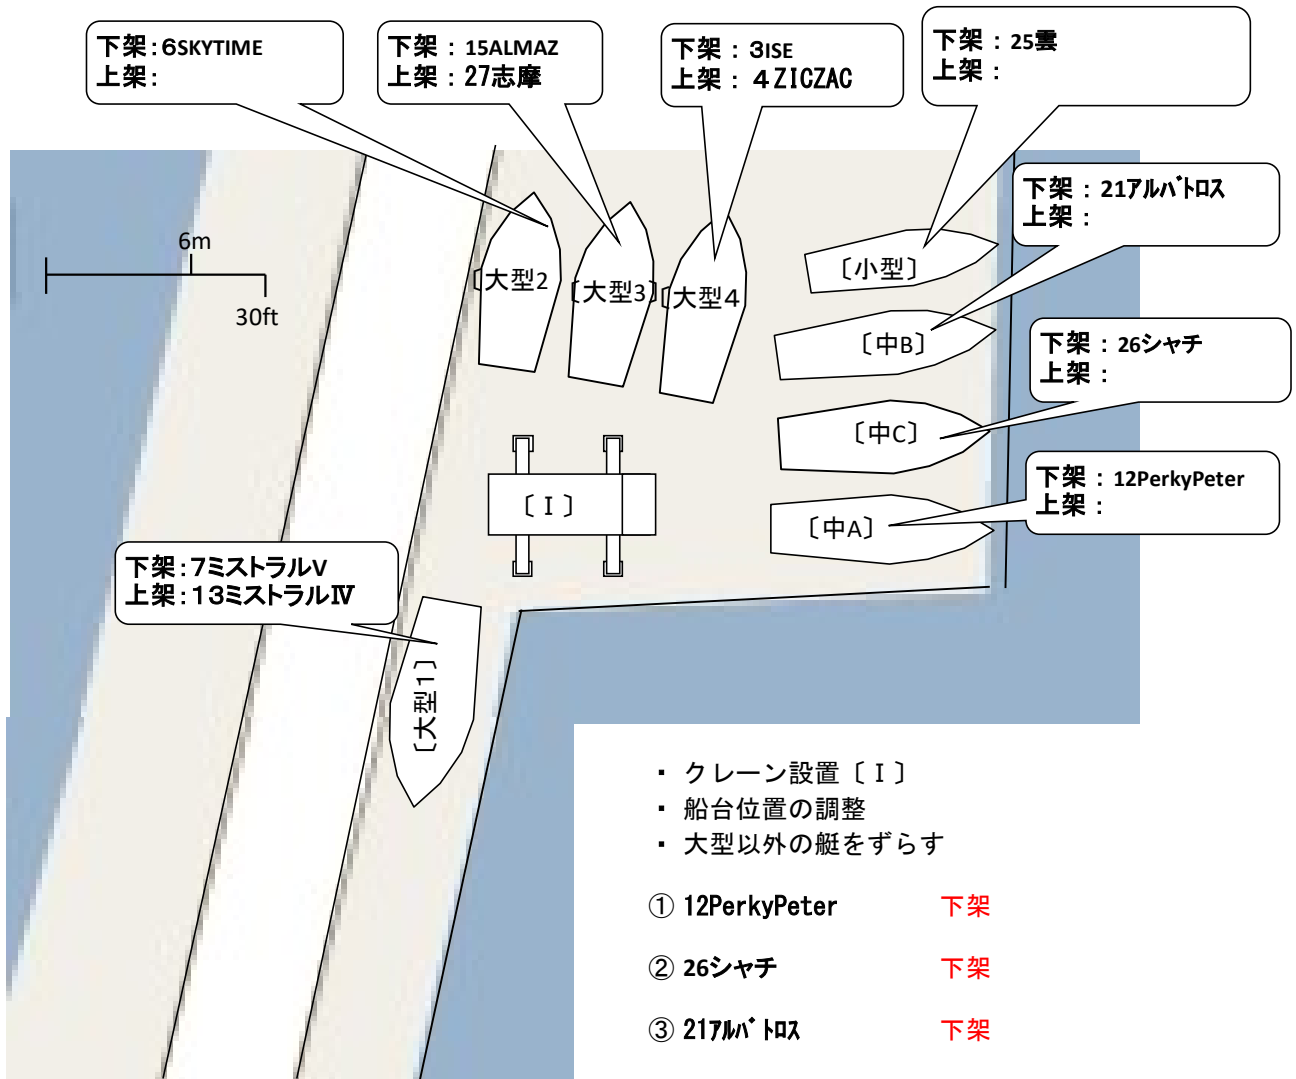 下架:6SKYTIME
上架:
下架：15ALMAZ
上架：27志摩
下架：3ISE
上架：4ZICZAC
下架：25雲
上架：
下架：21ｱﾙﾊﾞﾄﾛｽ
上架：
6m
30ft
〔大型2
〔大型3〕
〔大型4
〔小型〕
〔中B〕
下架：26シャチ
上架：
〔中C〕
下架：12PerkyPeter
上架：
〔中A〕
〔Ⅰ〕
下架:7ミストラルV
上架:13ミストラルⅣ
〔大型1〕
・ クレーン設置〔Ⅰ〕
・ 船台位置の調整
・ 大型以外の艇をずらす
① 12PerkyPeter 下架
② 26シャチ 下架
③ 21ｱﾙﾊﾞﾄﾛｽ 下架